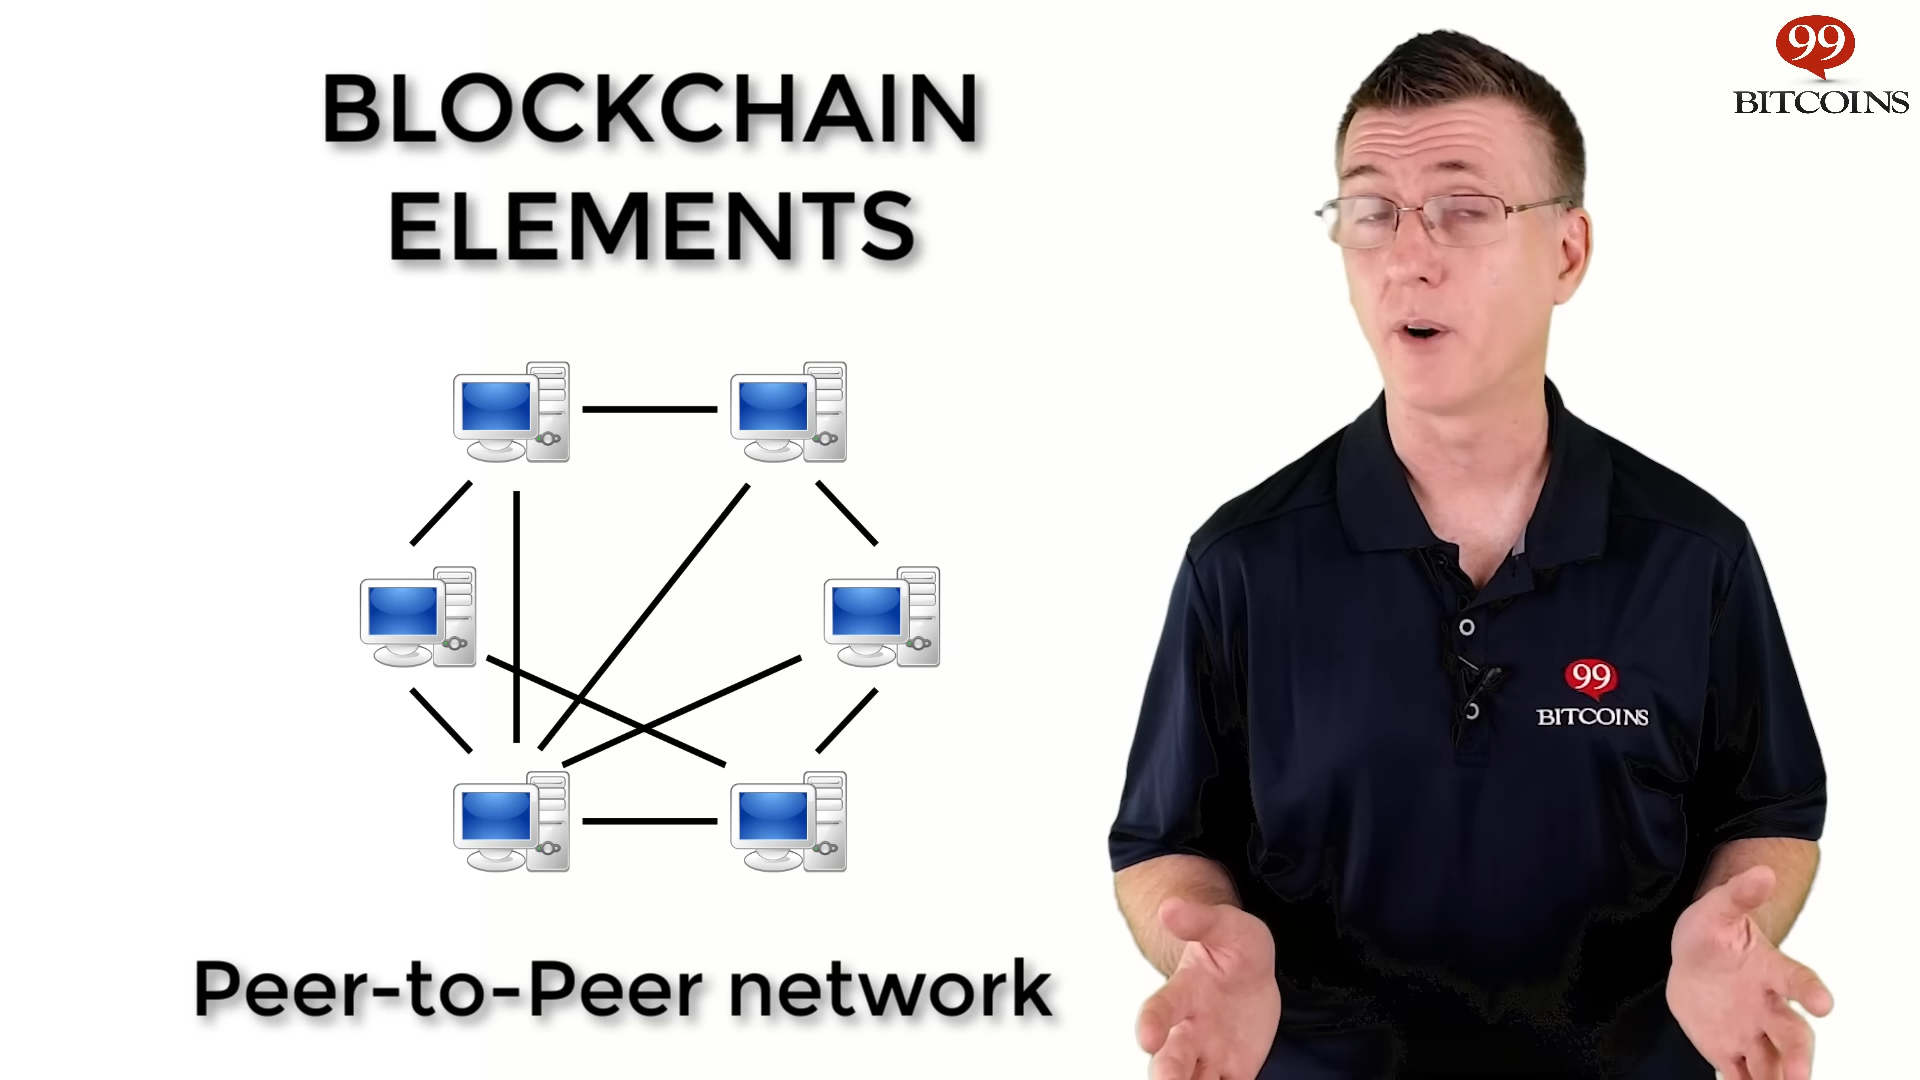 BLOCKCHAIN
ELEMENTS
Peer-to-Peer network
99
BITCOINS
99
BITCOINS